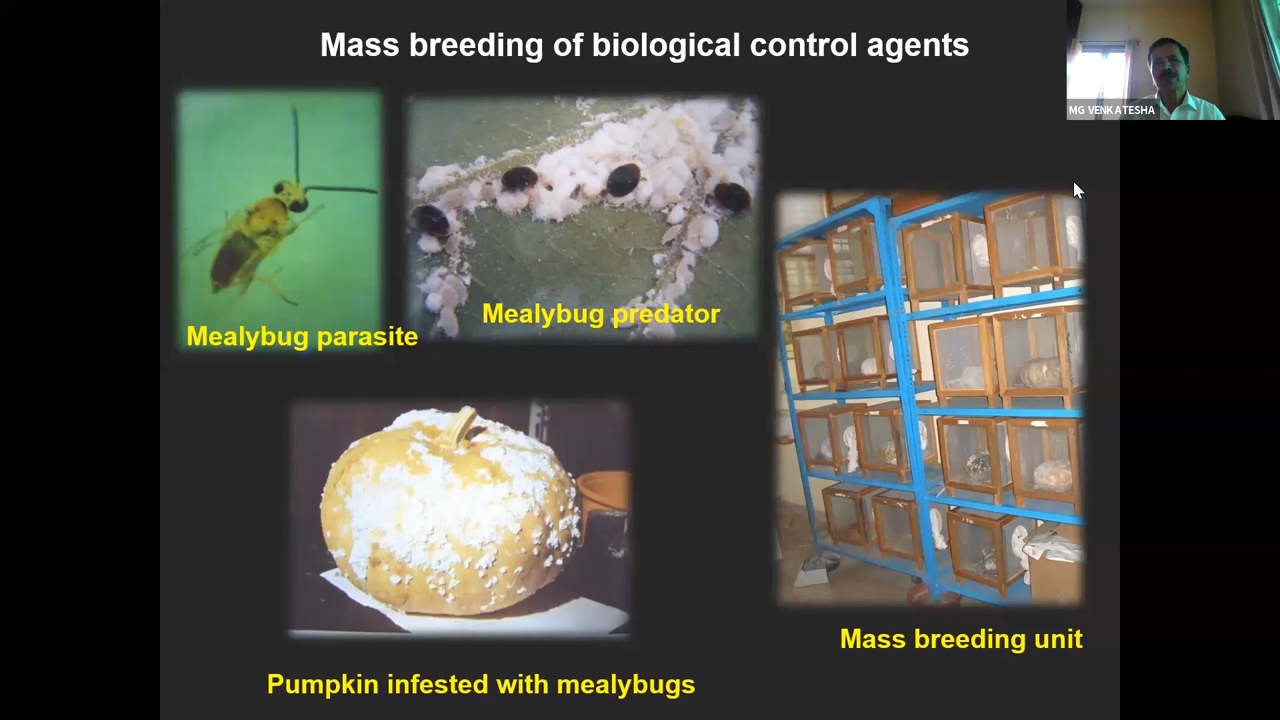 Mass breeding of biological control agents
MG VENKATESHA
Mealybug predator
Mealybug parasite
Mass breeding unit
Pumpkin infested with mealybugs